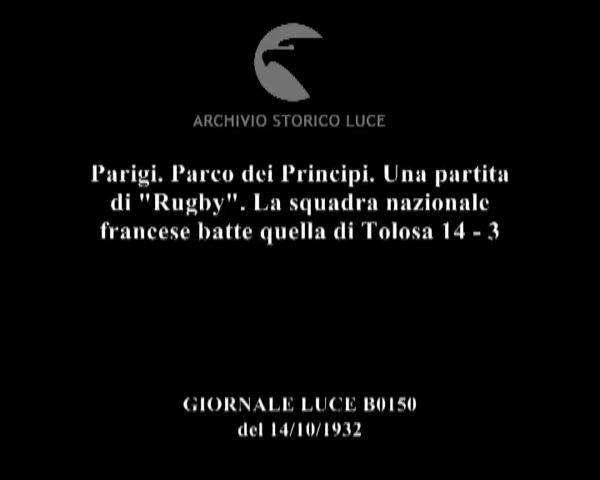 ARCHIVIO STORICO LUCE
Parigi. Parco dei Principi. Una partita
di "Rugby". La squadra nazionale
francese batte quella di Tolosa 14 - 3
GIORNALE LUCE B0150
del 14/10/1932